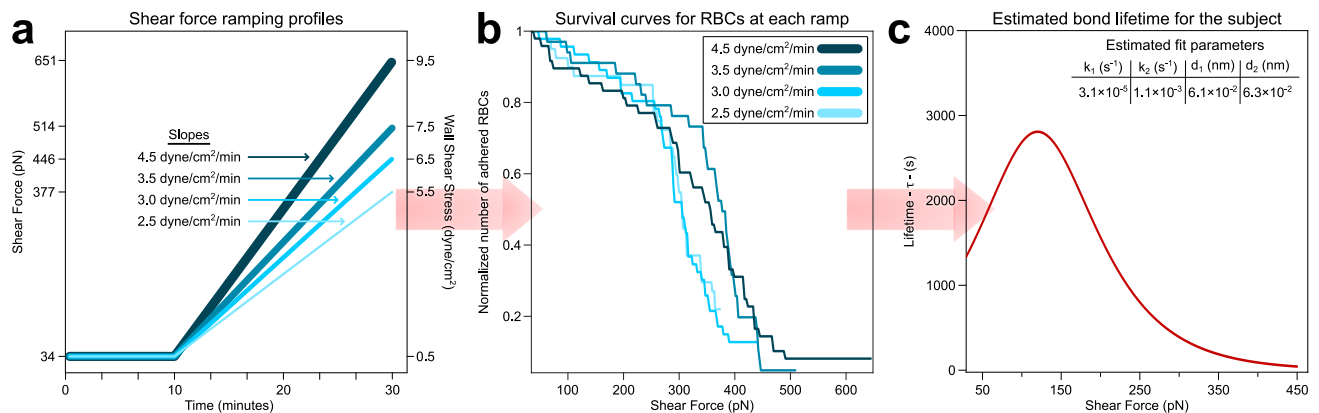 a
Shear force ramping profiles
Shear Force (pN)
651
514
446
377
34
Slopes
4.5 dyne/cm²/min
3.5 dyne/cm²/min
3.0 dyne/cm²/min
2.5 dyne/cm²/min
9.5
7.5
6.5
5.5
0.5
Wall Shear Stress (dyne/cm²)
0
10
20
30
Time (minutes)
b
Survival curves for RBCs at each ramp
Normalized number of adhered RBCs
1
0.8
0.6
0.4
0.2
4.5 dyne/cm²/min
3.5 dyne/cm²/min
3.0 dyne/cm²/min
2.5 dyne/cm²/min
100
200
300
400
500
600
Shear Force (pN)
c
Estimated bond lifetime for the subject
Lifetime - τ - (s)
4000
3000
2000
1000
0
Estimated fit parameters
k₁ (s⁻¹) k₂ (s⁻¹) d₁ (nm) d₂ (nm)
3.1×10⁻⁵ 1.1×10⁻³ 6.1×10⁻² 6.3×10⁻²
50
150
250
350
450
Shear Force (pN)